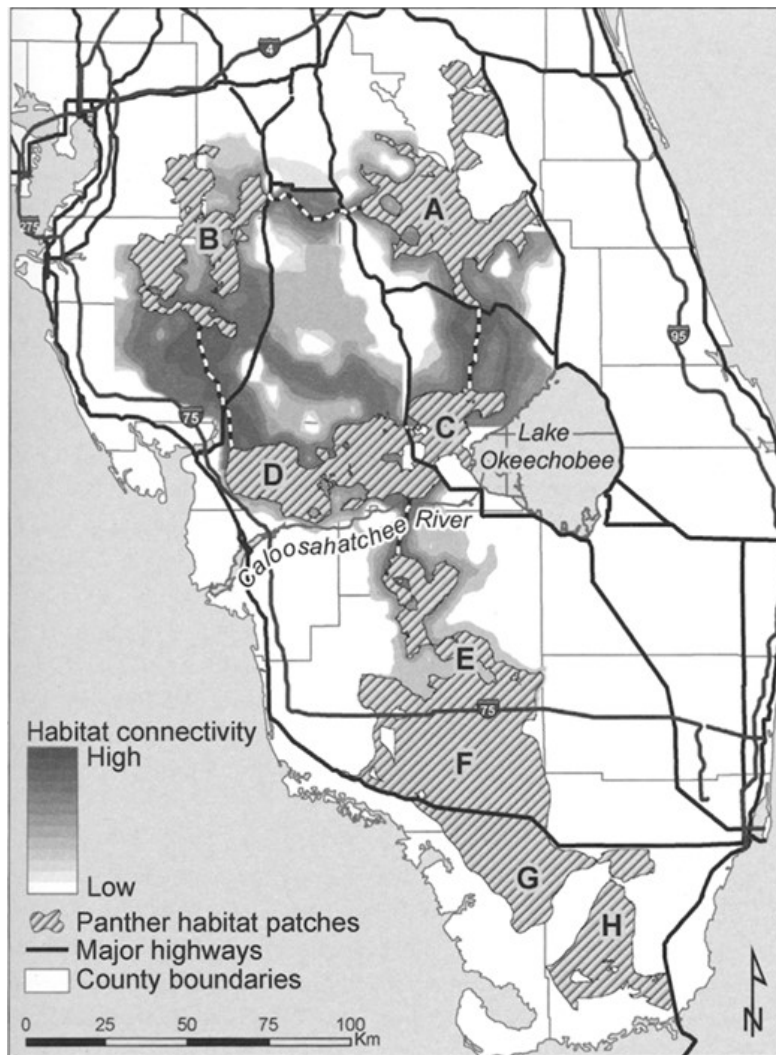 4
A
B
275
95
75
C
Lake
Okeechobee
D
Caloosahatchee River
E
75
Habitat connectivity
High
F
Low
G
Panther habitat patches
Major highways
H
County boundaries
0 25 50 75 100
Km
N